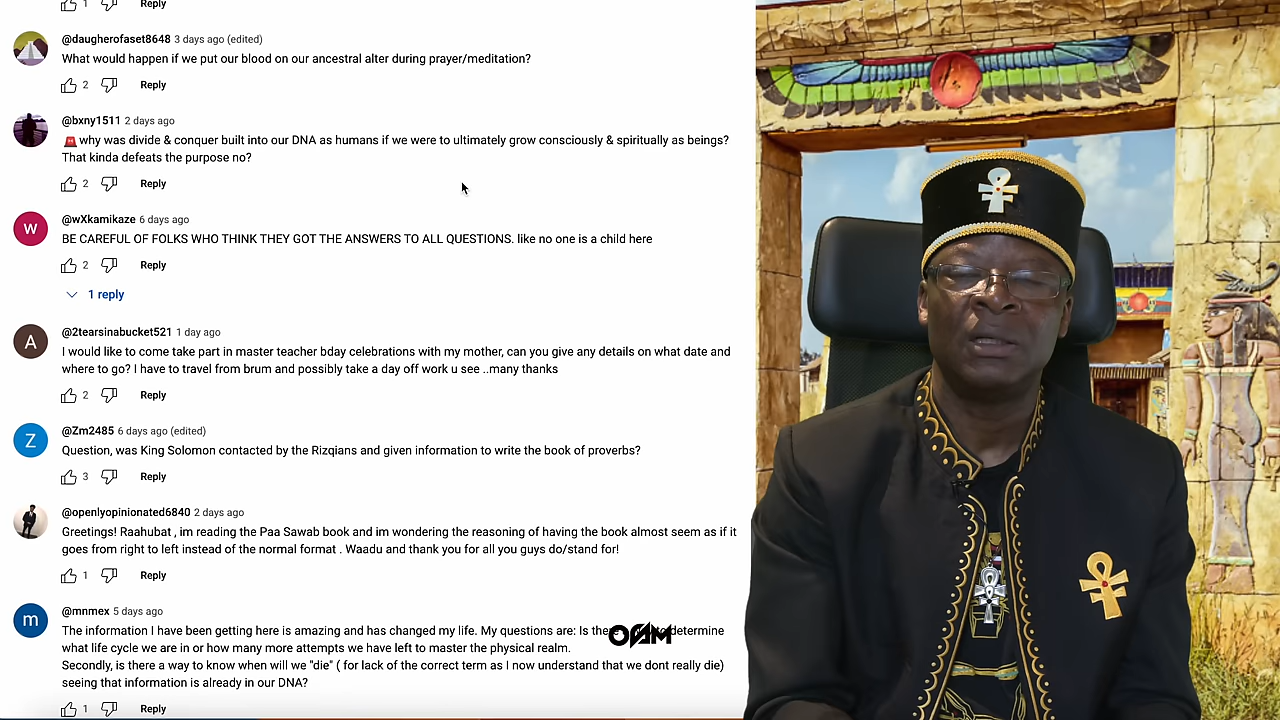 1 Reply
@daugherofaset8648 3 days ago (edited)
What would happen if we put our blood on our ancestral alter during prayer/meditation?
2 Reply
@bxny1511 2 days ago
🚨 why was divide & conquer built into our DNA as humans if we were to ultimately grow consciously & spiritually as beings?
That kinda defeats the purpose no?
2 Reply
W
@wXkamikaze 6 days ago
BE CAREFUL OF FOLKS WHO THINK THEY GOT THE ANSWERS TO ALL QUESTIONS. like no one is a child here
2 Reply
1 reply
A
@2tearsinabucket521 1 day ago
I would like to come take part in master teacher bday celebrations with my mother, can you give any details on what date and
where to go? I have to travel from brum and possibly take a day off work u see ..many thanks
2 Reply
Z
@Zm2485 6 days ago (edited)
Question, was King Solomon contacted by the Rizqians and given information to write the book of proverbs?
3 Reply
@openlyopinionated6840 2 days ago
Greetings! Raahubat , im reading the Paa Sawab book and im wondering the reasoning of having the book almost seem as if it
goes from right to left instead of the normal format . Waadu and thank you for all you guys do/stand for!
1 Reply
m
@mnmex 5 days ago
The information I have been getting here is amazing and has changed my life. My questions are: Is determine
OFAM
what life cycle we are in or how many more attempts we have left to master the physical realm.
Secondly, is there a way to know when will we "die" ( for lack of the correct term as I now understand that we dont really die)
seeing that information is already in our DNA?
1 Reply